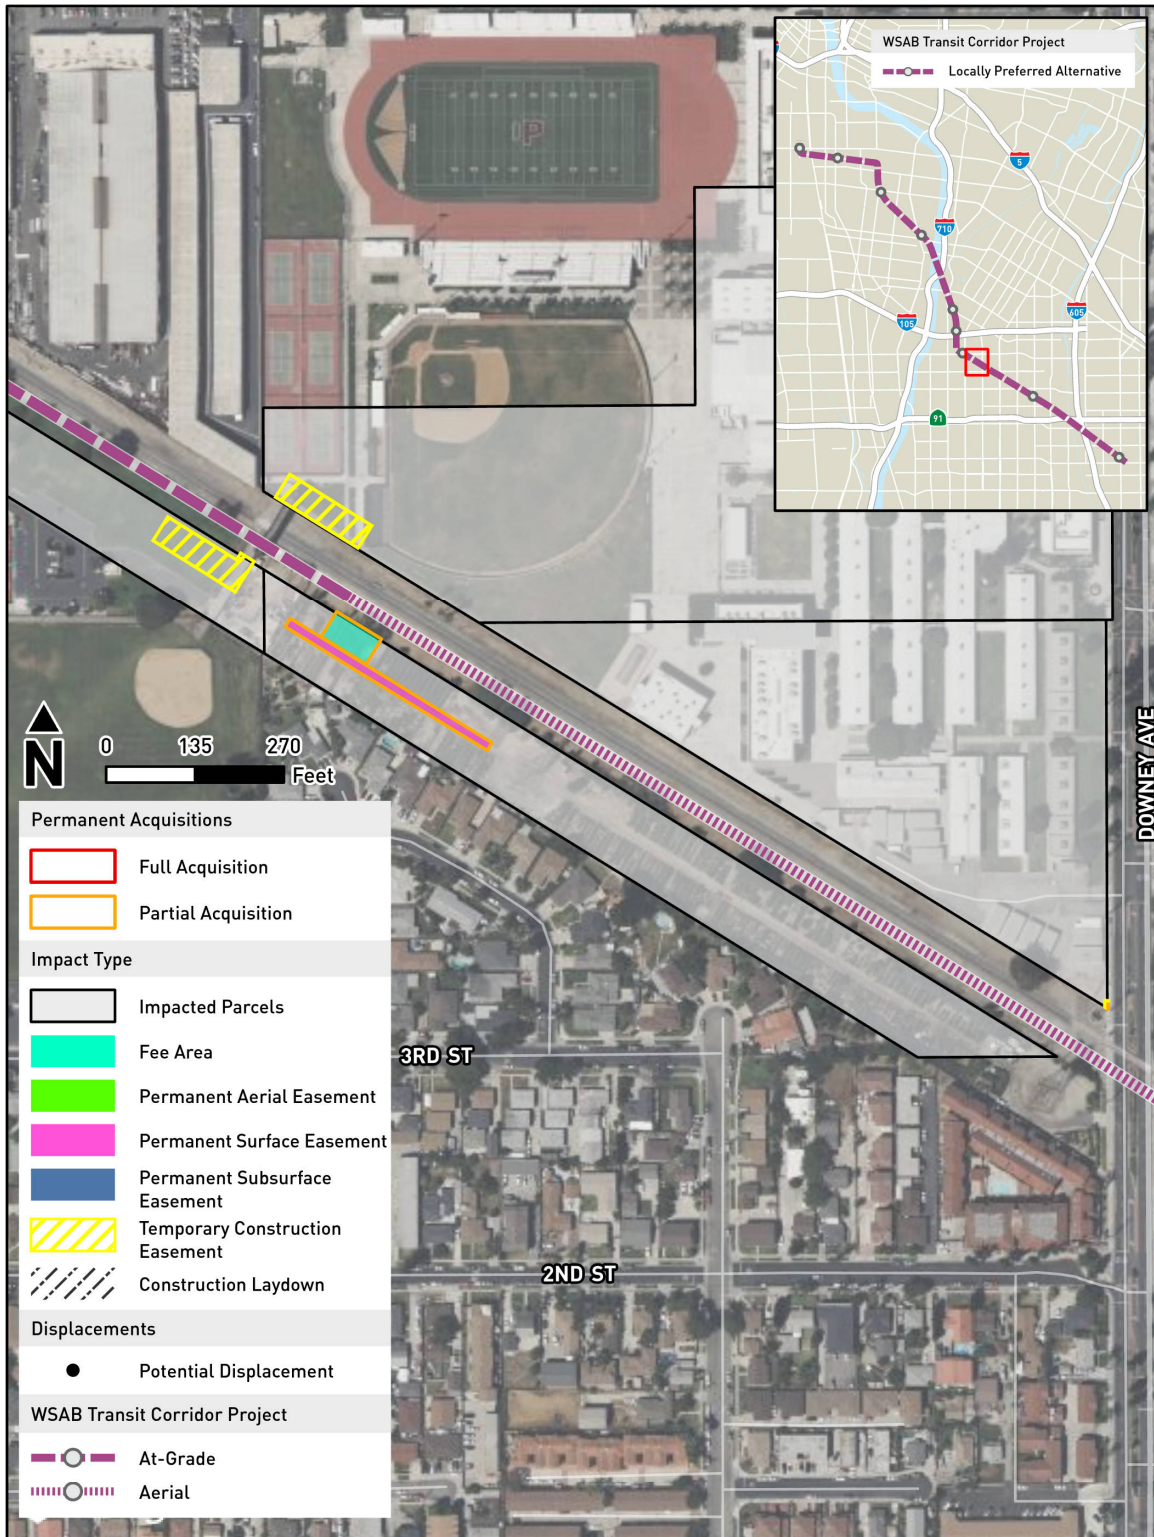 WSAB Transit Corridor Project
Locally Preferred Alternative
5
710
105
605
91
P
DOWNEY AVE
N
0 135 270
Feet
Permanent Acquisitions
Full Acquisition
Partial Acquisition
Impact Type
Impacted Parcels
Fee Area
Permanent Aerial Easement
Permanent Surface Easement
Permanent Subsurface
Easement
Temporary Construction
Easement
Construction Laydown
Displacements
Potential Displacement
WSAB Transit Corridor Project
At-Grade
Aerial
3RD ST
2ND ST